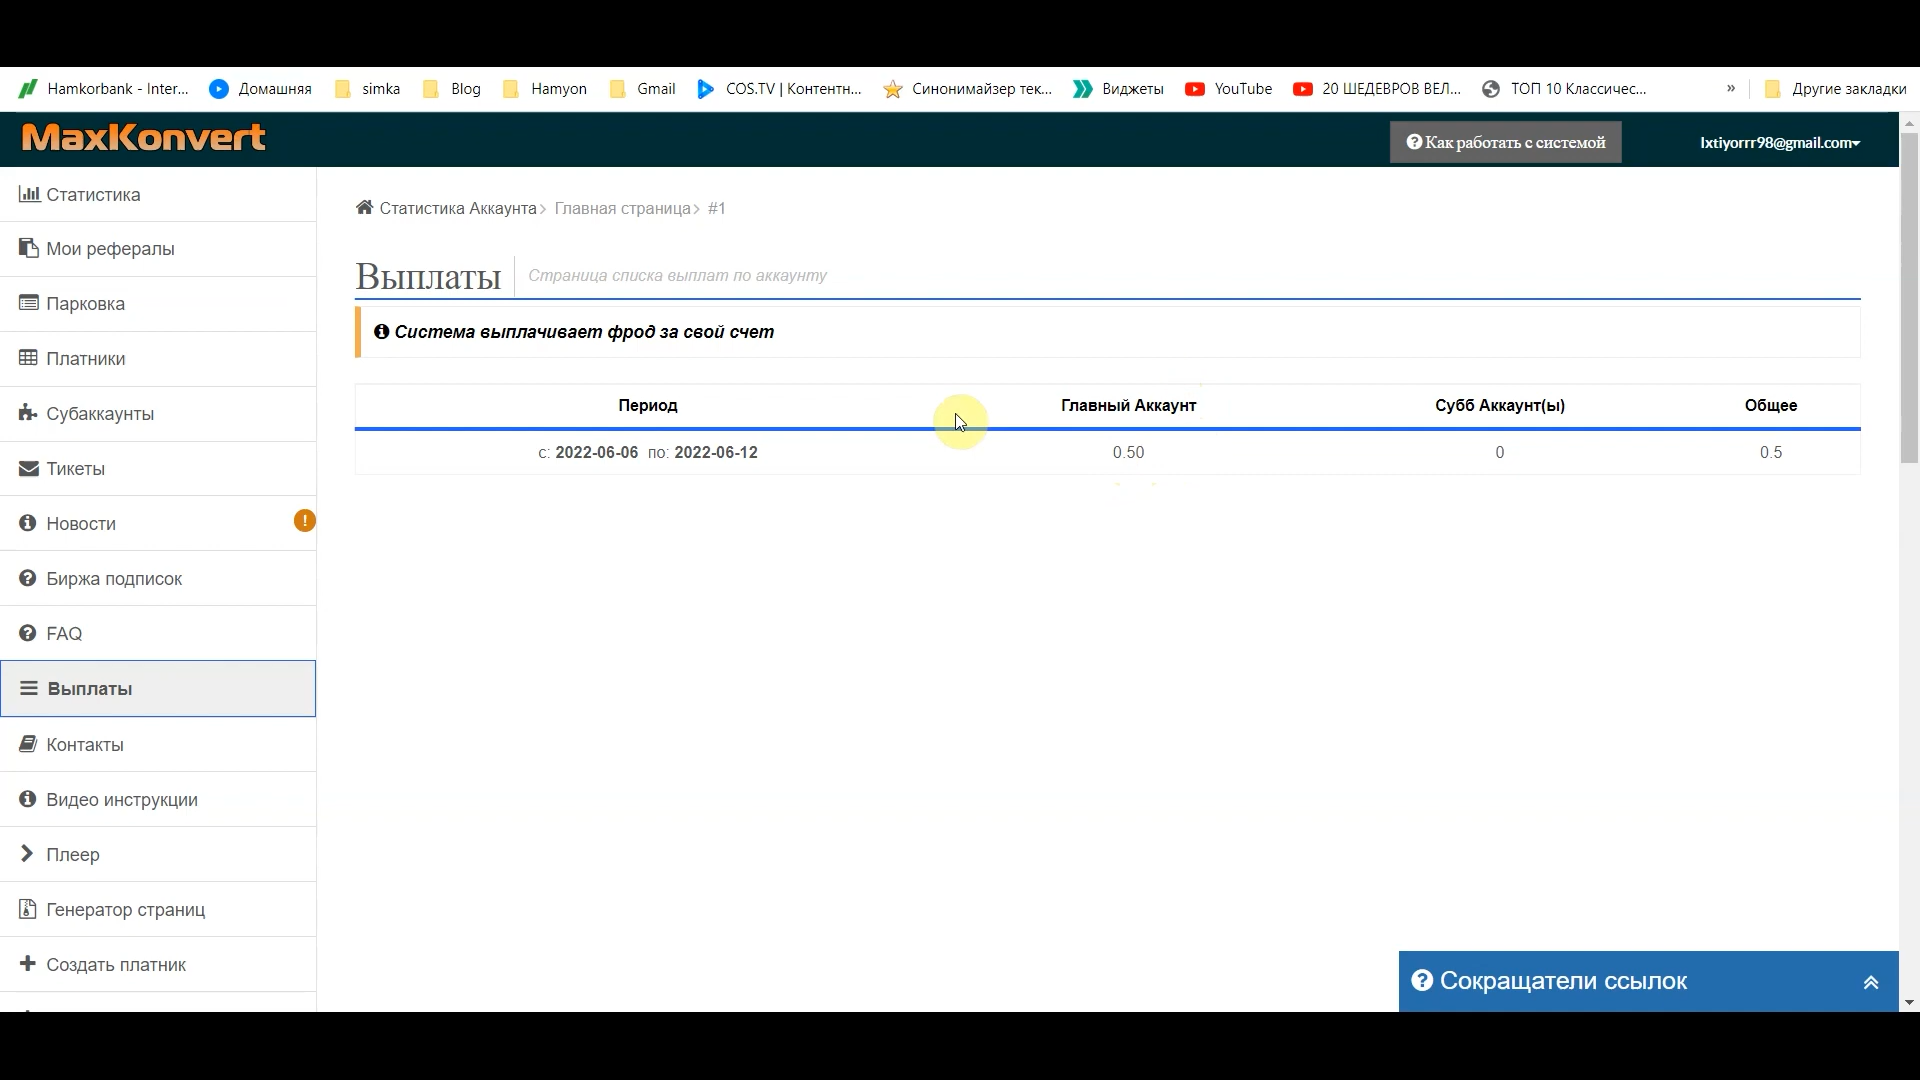 Hamkorbank - Inter...
Домашняя
simka
Blog
Hamyon
Gmail
COS.TV | Контентн...
Синонимайзер тек...
Виджеты
YouTube
20 ШЕДЕВРОВ ВЕЛ...
ТОП 10 Классичес...
»
Другие закладки
MaxKonvert
Как работать с системой
Ixtiyorrr98@gmail.com
Статистика
Мои рефералы
Парковка
Платники
Субаккаунты
Тикеты
Новости
Биржа подписок
FAQ
Выплаты
Контакты
Видео инструкции
Плеер
Генератор страниц
Создать платник
Статистика Аккаунта > Главная страница > #1
Выплаты Страница списка выплат по аккаунту
Система выплачивает фрод за свой счет
Период Главный Аккаунт Субб Аккаунт(ы) Общее
с: 2022-06-06 по: 2022-06-12 0.50 0 0.5
Сокращатели ссылок